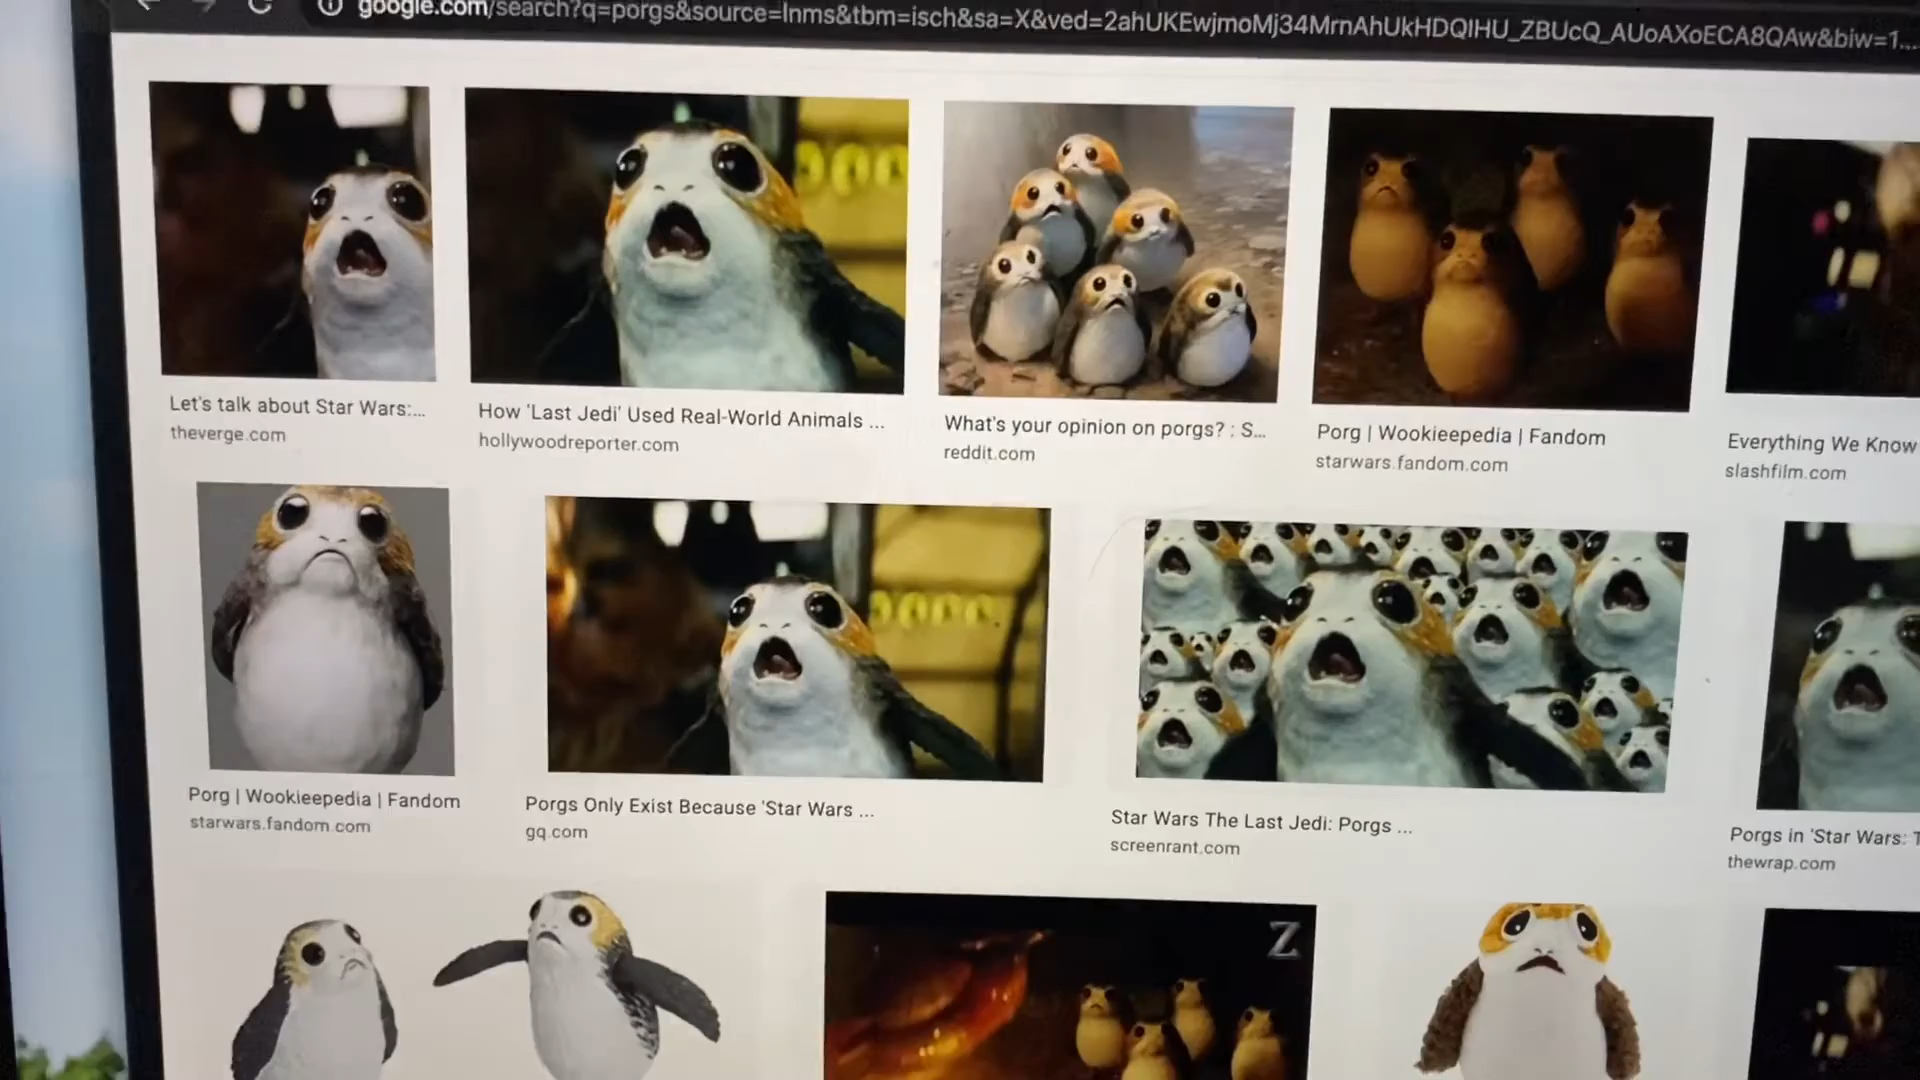 google.com/search?q=porgs&source=lnms&tbm=isch&sa=X&ved=2ahUKEwjmoMj34MrnAhUkHDQIHU_ZBUcQ_AUoAXoECA8QAw&biw=1...
Let's talk about Star Wars:...
theverge.com
How 'Last Jedi' Used Real-World Animals ...
hollywoodreporter.com
What's your opinion on porgs? : S...
reddit.com
Porg | Wookieepedia | Fandom
starwars.fandom.com
Everything We Know
slashfilm.com
Porg | Wookieepedia | Fandom
starwars.fandom.com
Porgs Only Exist Because 'Star Wars ...
gq.com
Star Wars The Last Jedi: Porgs ...
screenrant.com
Porgs in 'Star Wars: T
thewrap.com
Z